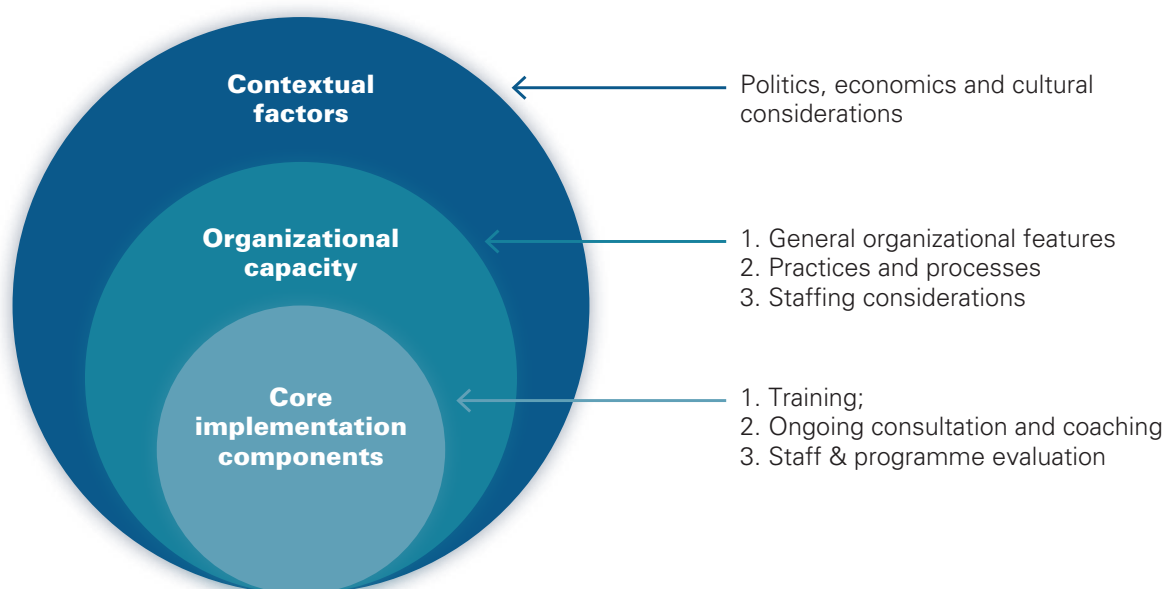 Contextual
factors
Politics, economics and cultural
considerations
Organizational
capacity
1. General organizational features
2. Practices and processes
3. Staffing considerations
Core
implementation
components
1. Training;
2. Ongoing consultation and coaching
3. Staff & programme evaluation